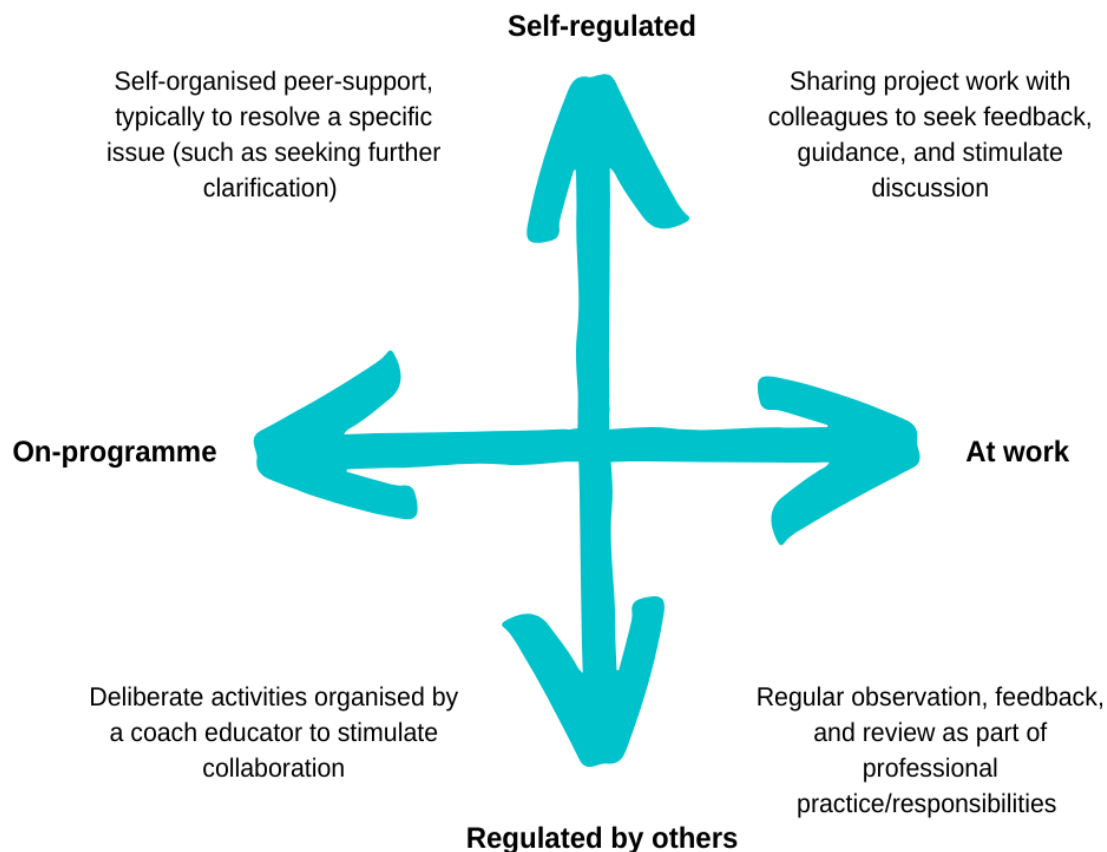 Self-regulated
Self-organised peer-support,
typically to resolve a specific
issue (such as seeking further
clarification)
Sharing project work with
colleagues to seek feedback,
guidance, and stimulate
discussion
On-programme
At work
Deliberate activities organised by
a coach educator to stimulate
collaboration
Regular observation, feedback,
and review as part of
professional
practice/responsibilities
Regulated by others